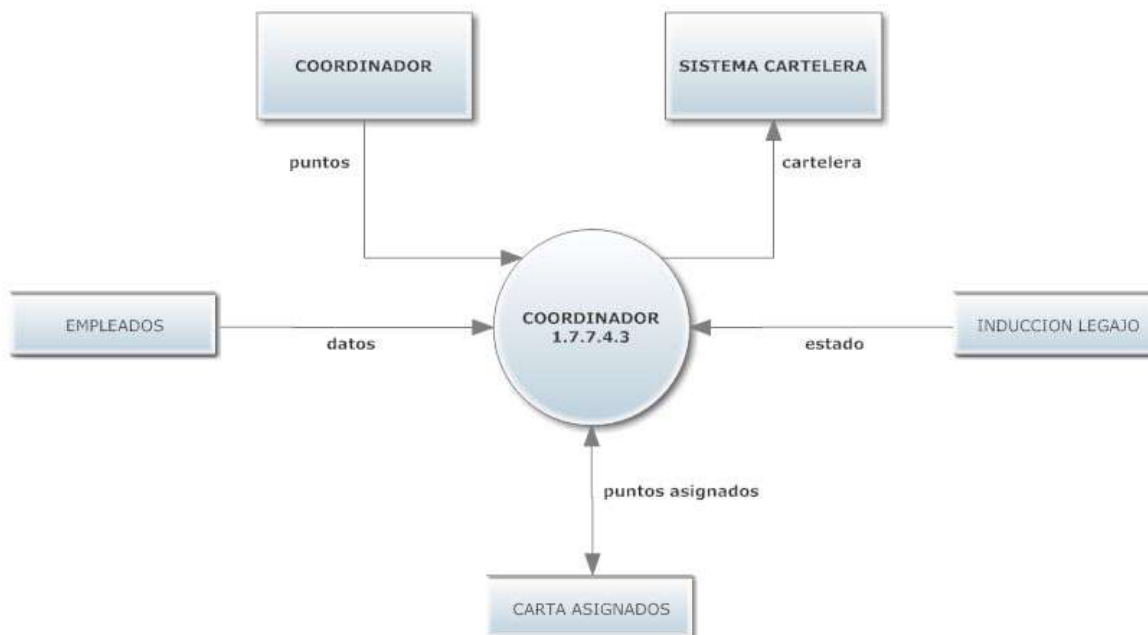 COORDINADOR
SISTEMA CARTELERA
puntos
cartelera
EMPLEADOS
datos
COORDINADOR
1.7.7.4.3
estado
INDUCCION LEGAJO
puntos asignados
CARTA ASIGNADOS